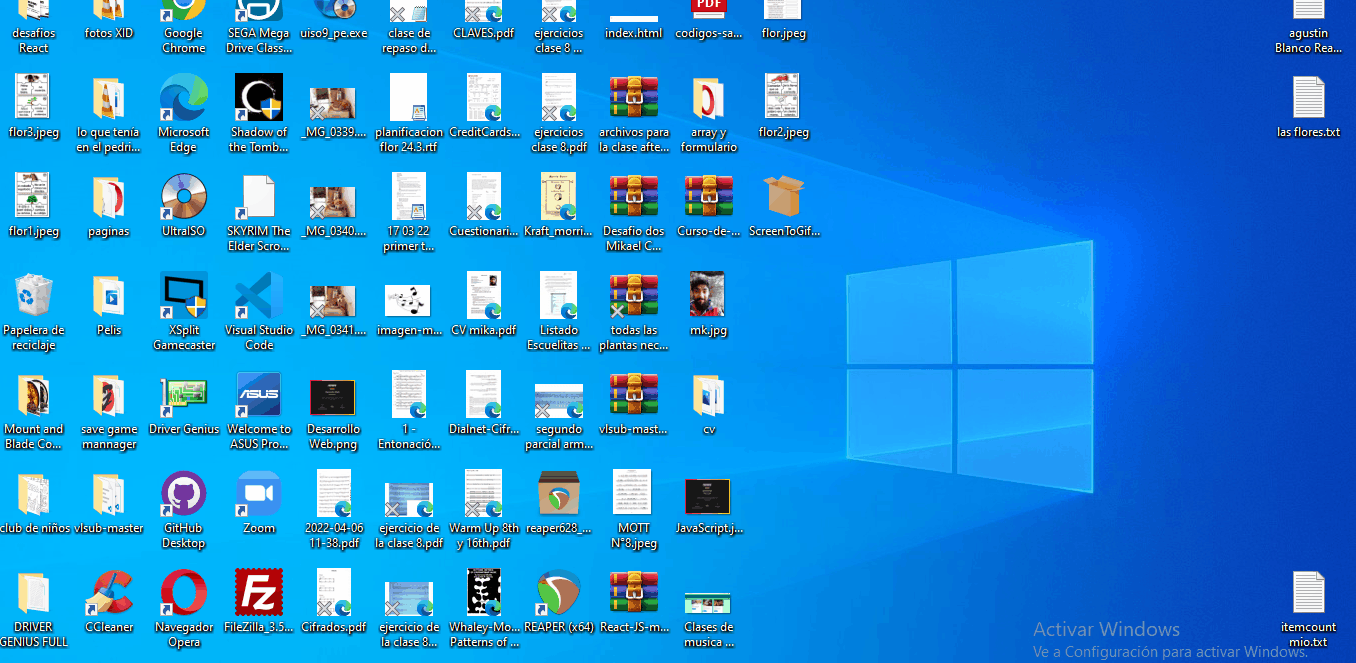 desafios
React
fotos XID
Google
Chrome
SEGA Mega
Drive Class...
uiso9_pe.exe
clase de
repaso d...
CLAVES.pdf
ejercicios
clase 8 ...
index.html
PDF
codigos-sa...
flor.jpeg
agustin
Blanco Rea...
flor3.jpeg
lo que tenía
en el pedri...
Microsoft
Edge
Shadow of
the Tomb...
_MG_0339....
planificacion
flor 24.3.rtf
CreditCards...
ejercicios
clase 8.pdf
archivos para
la clase afte...
array y
formulario
flor2.jpeg
las flores.txt
flor1.jpeg
paginas
UltraISO
SKYRIM The
Elder Scro...
_MG_0340....
17 03 22
primer t...
Cuestionari...
Kraft_morri...
Desafio dos
Mikael C...
Curso-de-...
ScreenToGif...
Papelera de
reciclaje
Pelis
XSplit
Gamecaster
Visual Studio
Code
_MG_0341....
imagen-m...
CV mika.pdf
Listado
Escuelitas ...
todas las
plantas nec...
mk.jpg
Mount and
Blade Co...
save game
mannager
Driver Genius
ASUS
Welcome to
ASUS Pro...
Desarrollo
Web.png
1 -
Entonació...
Dialnet-Cifr...
segundo
parcial arm...
vlsub-mast...
cv
club de niños
vlsub-master
GitHub
Desktop
Zoom
2022-04-06
11-38.pdf
ejercicio de
la clase 8.pdf
Warm Up 8th
y 16th.pdf
reaper628_...
MOTT
N°8.jpeg
JavaScript.j...
DRIVER
GENIUS FULL
CCleaner
Navegador
Opera
FZ
FileZilla_3.5...
Cifrados.pdf
ejercicio de
la clase 8...
Whaley-Mo...
Patterns of ...
REAPER (x64)
React-JS-m...
Clases de
musica ...
Activar Windows
Ve a Configuración para activar Windows.
itemcount
mio.txt